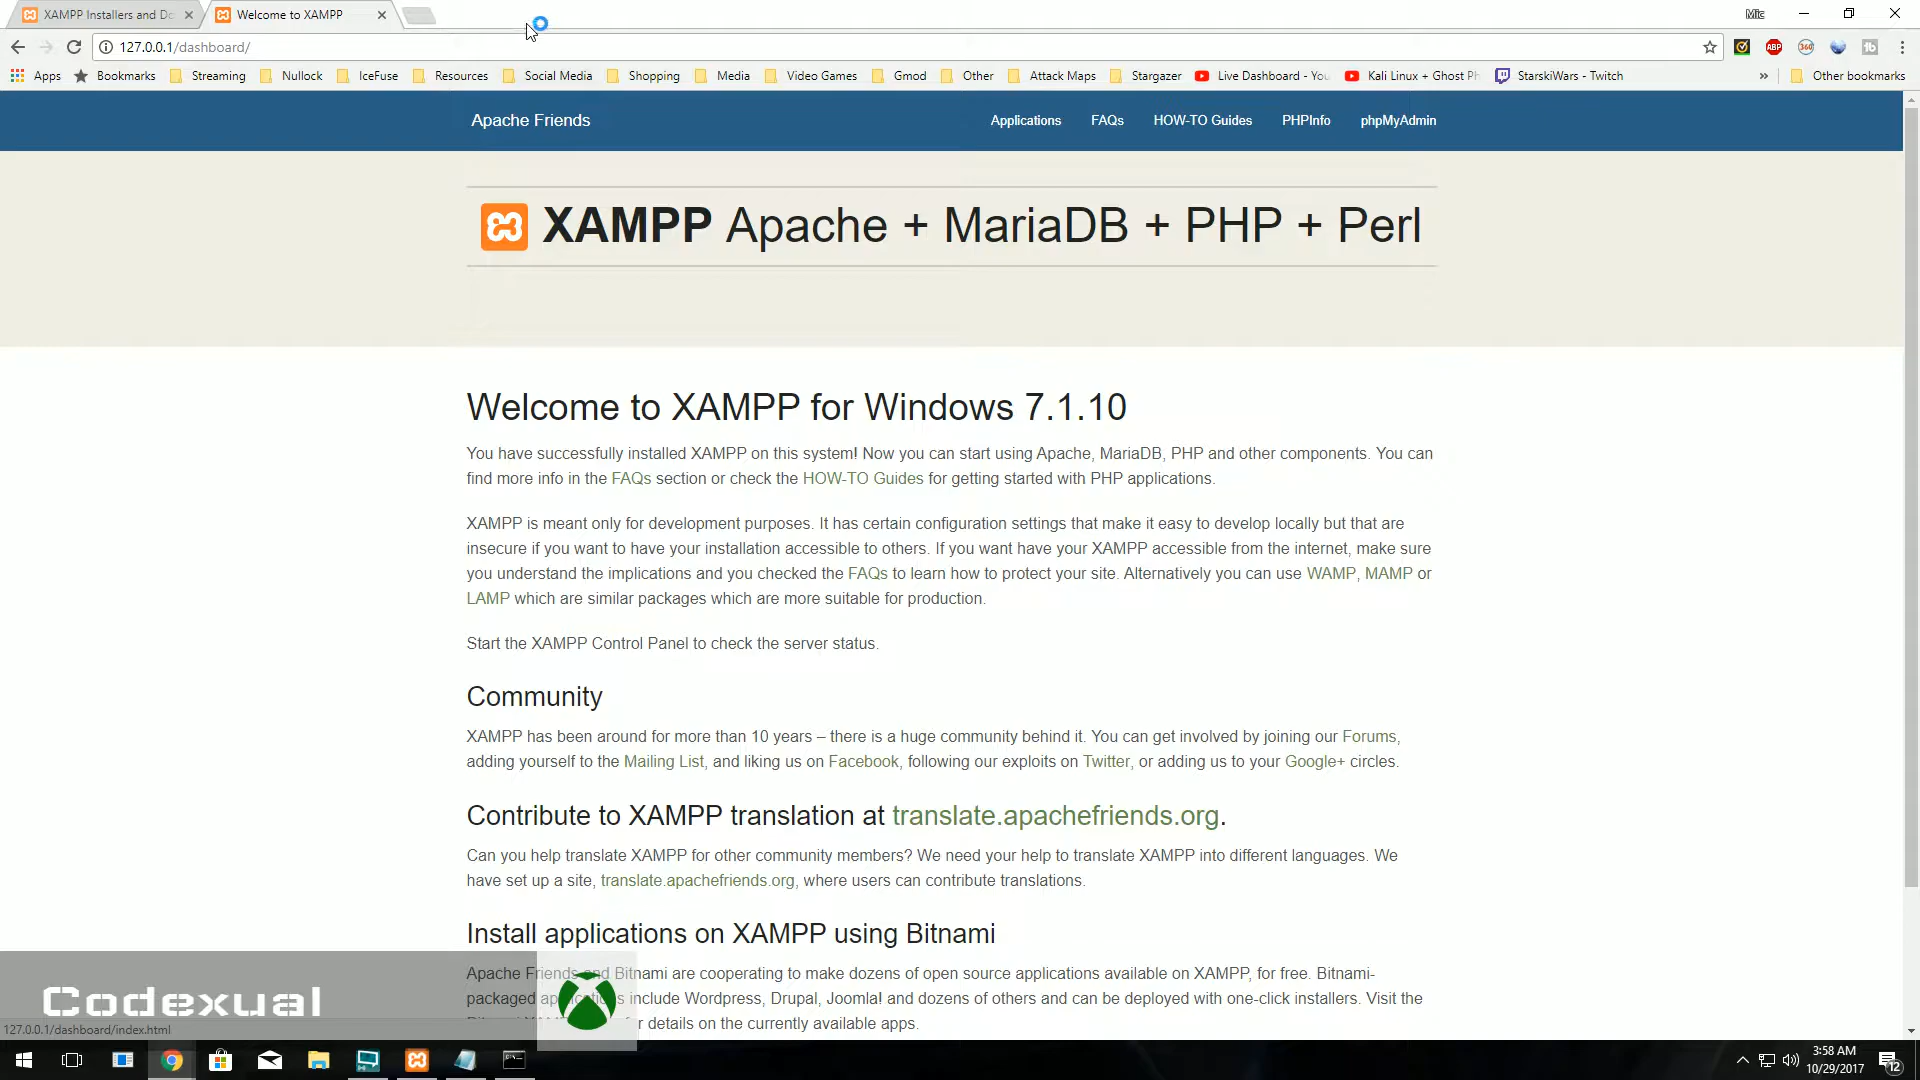 XAMPP Installers and Do
Welcome to XAMPP
Mic
127.0.0.1/dashboard/
ABP
360
Apps
Bookmarks
Streaming
Nullock
IceFuse
Resources
Social Media
Shopping
Media
Video Games
Gmod
Other
Attack Maps
Stargazer
Live Dashboard - You
Kali Linux + Ghost Ph
StarskiWars - Twitch
»
Other bookmarks
Apache Friends
Applications
FAQs
HOW-TO Guides
PHPInfo
phpMyAdmin
XAMPP Apache + MariaDB + PHP + Perl
Welcome to XAMPP for Windows 7.1.10
You have successfully installed XAMPP on this system! Now you can start using Apache, MariaDB, PHP and other components. You can
find more info in the FAQs section or check the HOW-TO Guides for getting started with PHP applications.
XAMPP is meant only for development purposes. It has certain configuration settings that make it easy to develop locally but that are
insecure if you want to have your installation accessible to others. If you want have your XAMPP accessible from the internet, make sure
you understand the implications and you checked the FAQs to learn how to protect your site. Alternatively you can use WAMP, MAMP or
LAMP which are similar packages which are more suitable for production.
Start the XAMPP Control Panel to check the server status.
Community
XAMPP has been around for more than 10 years – there is a huge community behind it. You can get involved by joining our Forums,
adding yourself to the Mailing List, and liking us on Facebook, following our exploits on Twitter, or adding us to your Google+ circles.
Contribute to XAMPP translation at translate.apachefriends.org.
Can you help translate XAMPP for other community members? We need your help to translate XAMPP into different languages. We
have set up a site, translate.apachefriends.org, where users can contribute translations.
Install applications on XAMPP using Bitnami
Apache Friends and Bitnami are cooperating to make dozens of open source applications available on XAMPP, for free. Bitnami-
packaged applications include Wordpress, Drupal, Joomla! and dozens of others and can be deployed with one-click installers. Visit the
for details on the currently available apps.
Codexual
127.0.0.1/dashboard/index.html
3:58 AM
10/29/2017
12